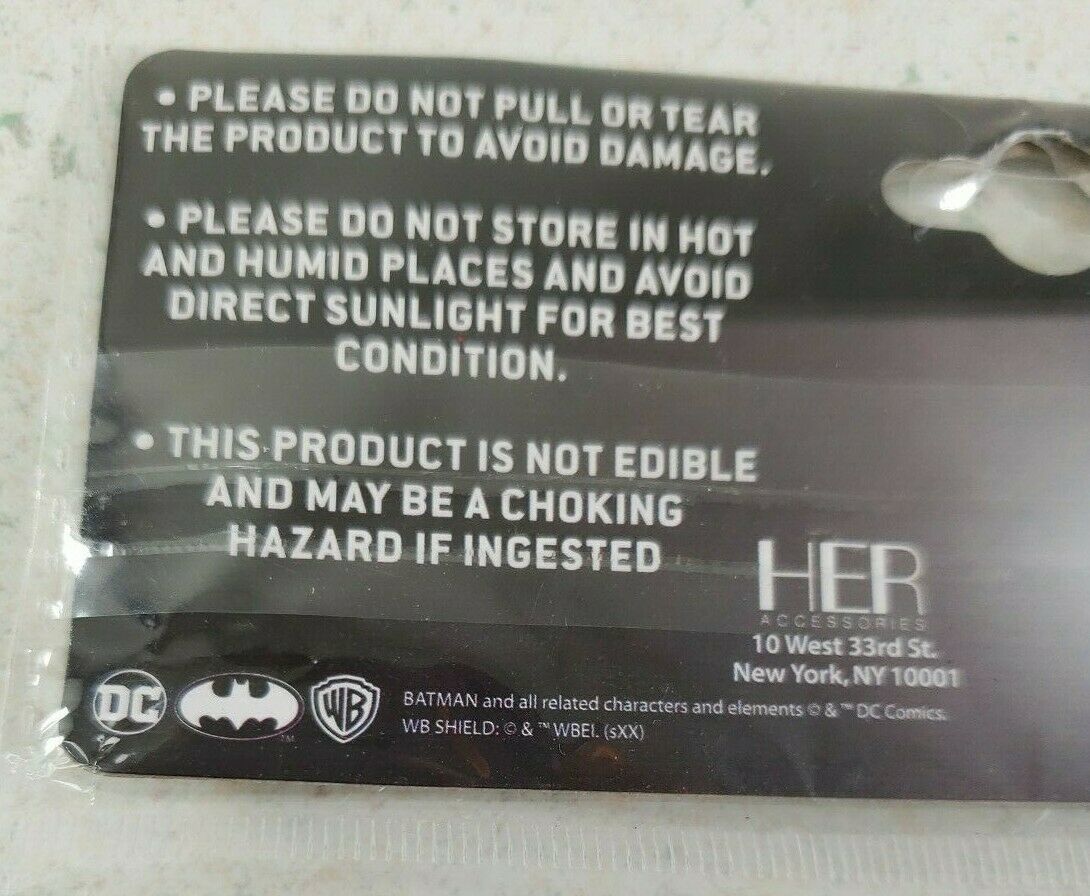 • PLEASE DO NOT PULL OR TEAR
THE PRODUCT TO AVOID DAMAGE.
• PLEASE DO NOT STORE IN HOT
AND HUMID PLACES AND AVOID
DIRECT SUNLIGHT FOR BEST
CONDITION.
• THIS PRODUCT IS NOT EDIBLE
AND MAY BE A CHOKING
HAZARD IF INGESTED
HER
ACCESSORIES
10 West 33rd St.
New York, NY 10001
DC
TM
WB
BATMAN and all related characters and elements © & ™ DC Comics.
WB SHIELD: © & ™ WBEI. (sXX)